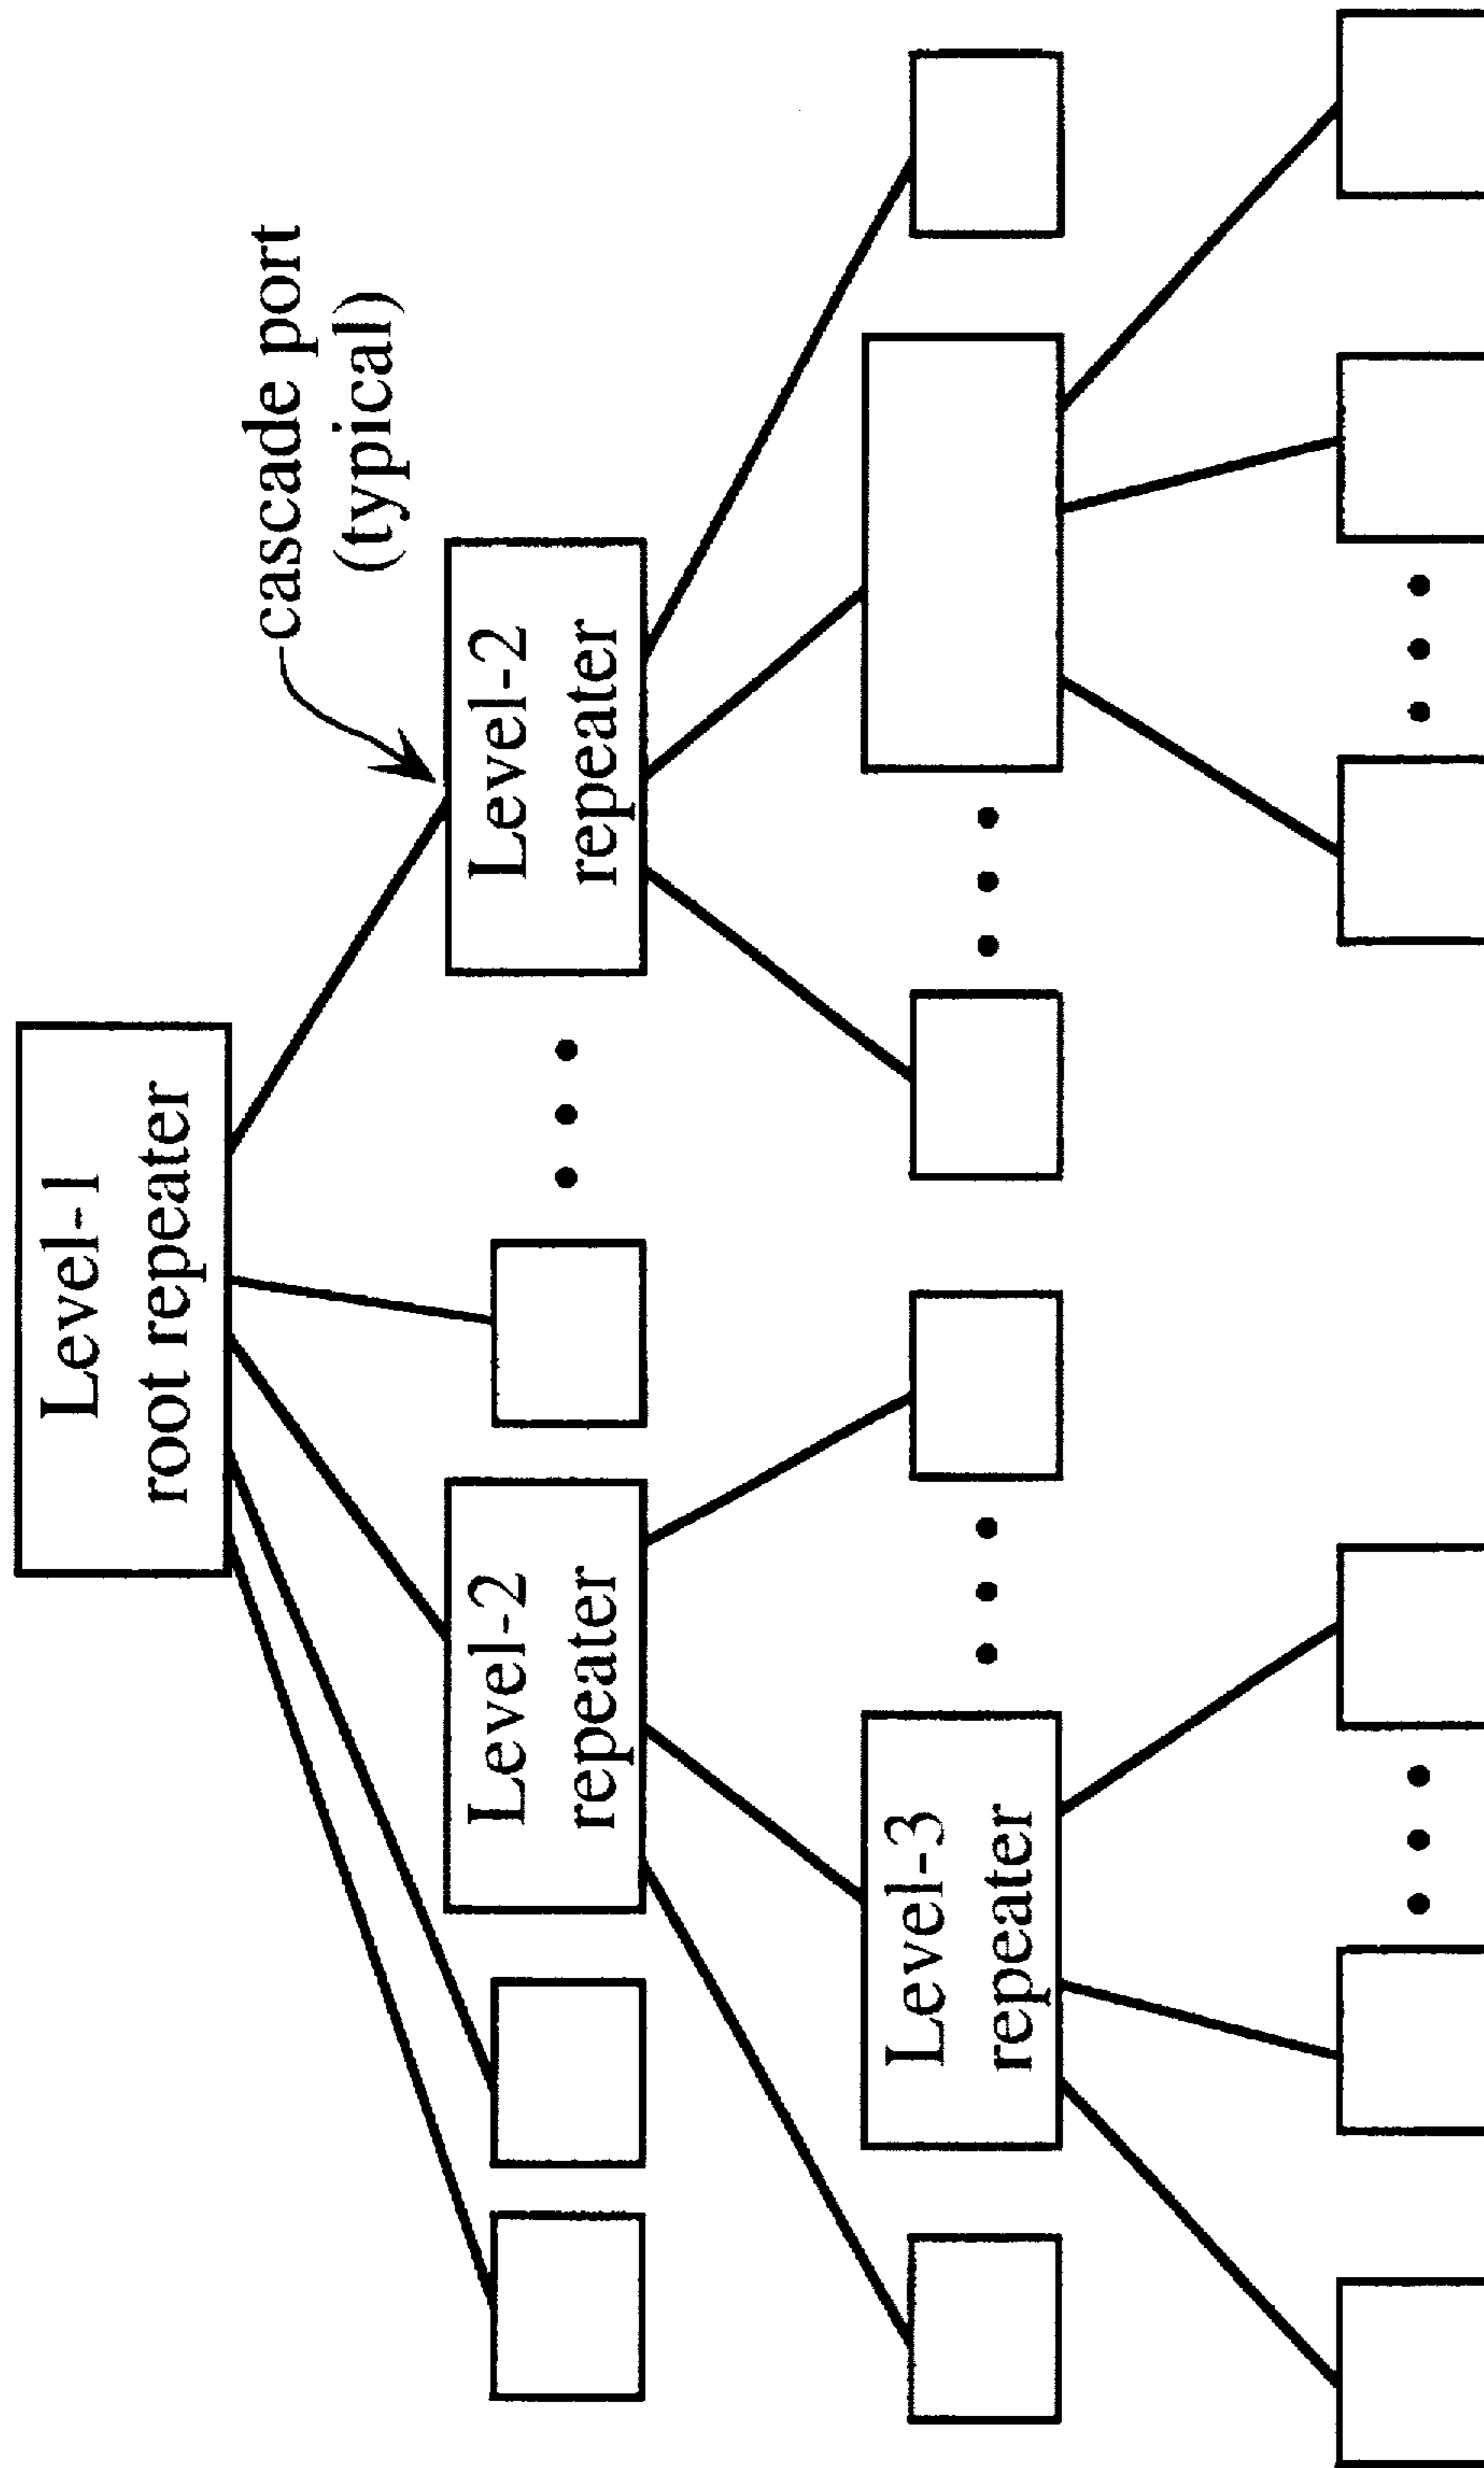 Level-1
root repeater
cascade port
(typical)
Level-2
repeater
Level-2
repeater
Level-3
repeater